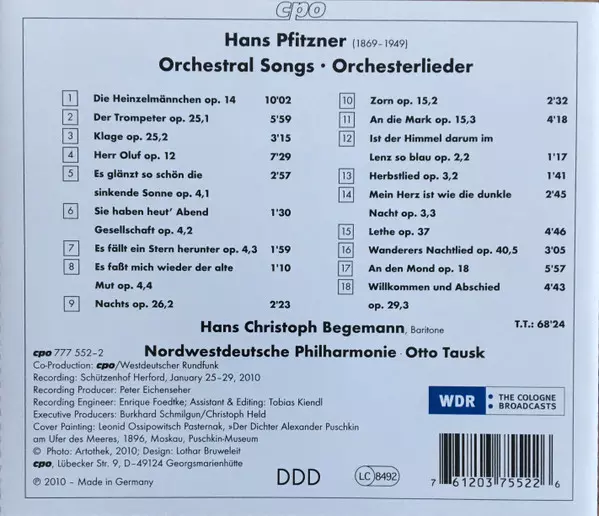 cpo
Hans Pfitzner (1869–1949)
Orchestral Songs · Orchesterlieder
1 Die Heinzelmännchen op. 14 10'02
2 Der Trompeter op. 25,1 5'59
3 Klage op. 25,2 3'15
4 Herr Oluf op. 12 7'29
5 Es glänzt so schön die 2'57
sinkende Sonne op. 4,1
6 Sie haben heut' Abend 1'30
Gesellschaft op. 4,2
7 Es fällt ein Stern herunter op. 4,3 1'59
8 Es faßt mich wieder der alte 1'10
Mut op. 4,4
9 Nachts op. 26,2 2'23
10 Zorn op. 15,2 2'32
11 An die Mark op. 15,3 4'18
12 Ist der Himmel darum im
Lenz so blau op. 2,2 1'17
13 Herbstlied op. 3,2 1'41
14 Mein Herz ist wie die dunkle 2'45
Nacht op. 3,3
15 Lethe op. 37 4'46
16 Wanderers Nachtlied op. 40,5 3'05
17 An den Mond op. 18 5'57
18 Willkommen und Abschied 4'43
op. 29,3
T.T.: 68'24
Hans Christoph Begemann, Baritone
Nordwestdeutsche Philharmonie · Otto Tausk
cpo 777 552–2
Co-Production: cpo/Westdeutscher Rundfunk
Recording: Schützenhof Herford, January 25–29, 2010
Recording Producer: Peter Eichenseher
Recording Engineer: Enrique Foedtke; Assistant & Editing: Tobias Kiendl
Executive Producers: Burkhard Schmilgun/Christoph Held
Cover Painting: Leonid Ossipowitsch Pasternak, »Der Dichter Alexander Puschkin
am Ufer des Meeres, 1896, Moskau, Puschkin-Museum
© Photo: Artothek, 2010; Design: Lothar Bruweleit
cpo, Lübecker Str. 9, D–49124 Georgsmarienhütte
℗ 2010 – Made in Germany
DDD
LC 8492
WDR THE COLOGNE
BROADCASTS
7 61203 75522 6